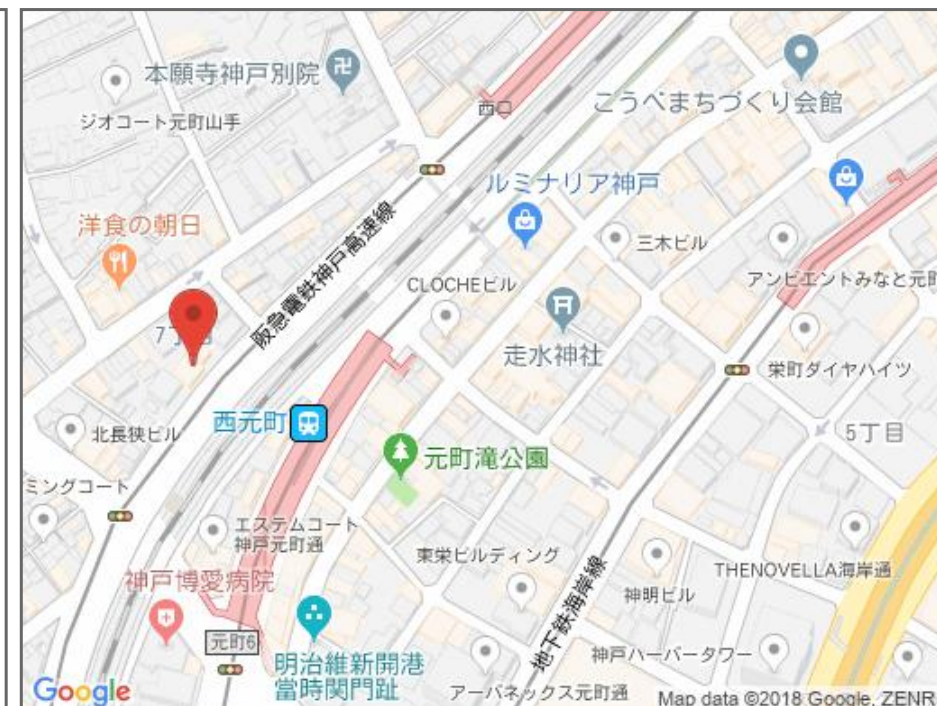 本願寺神戸別院
ジオコート元町山手
西口
こうべまちづくり会館
洋食の朝日
ルミナリア神戸
三木ビル
阪急電鉄神戸高速線
CLOCHEビル
アンビエントみなと元町
走水神社
栄町ダイヤハイツ
西元町
北長狭ビル
5丁目
元町滝公園
ミングコート
エステムコート
神戸元町通
東栄ビルディング
THENOVELLA海岸通
神戸博愛病院
神明ビル
地下鉄海岸線
元町6
明治維新開港
當時関門趾
神戸ハーバータワー
Google
アーバネックス元町通
Map data ©2018 Google, ZENR